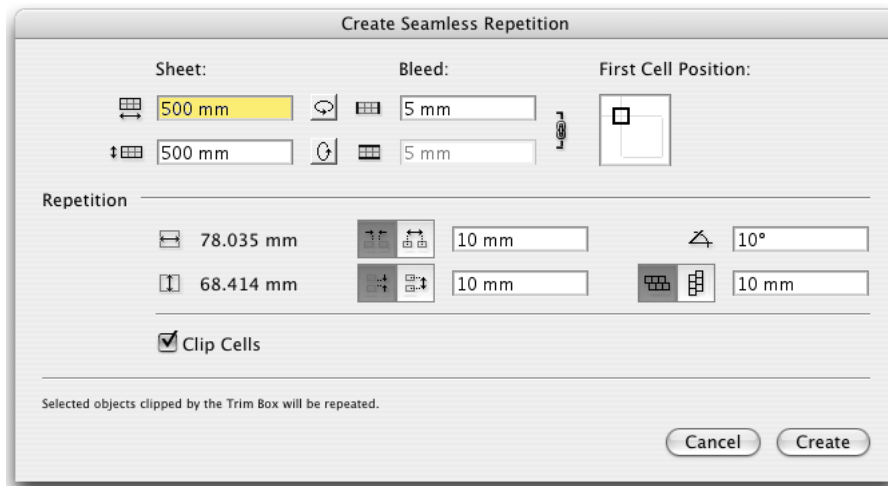 Create Seamless Repetition
Sheet: Bleed: First Cell Position:
500 mm 5 mm
500 mm 5 mm
Repetition
78.035 mm 10 mm 10°
68.414 mm 10 mm 10 mm
Clip Cells
Selected objects clipped by the Trim Box will be repeated.
Cancel Create